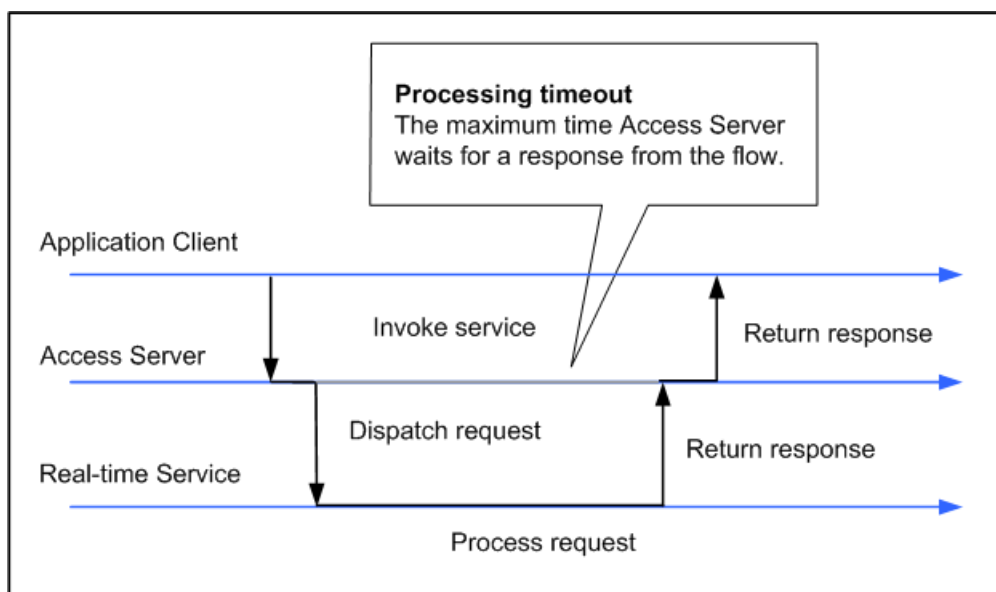 Processing timeout
The maximum time Access Server
waits for a response from the flow.
Application Client
Invoke service
Return response
Access Server
Dispatch request
Return response
Real-time Service
Process request